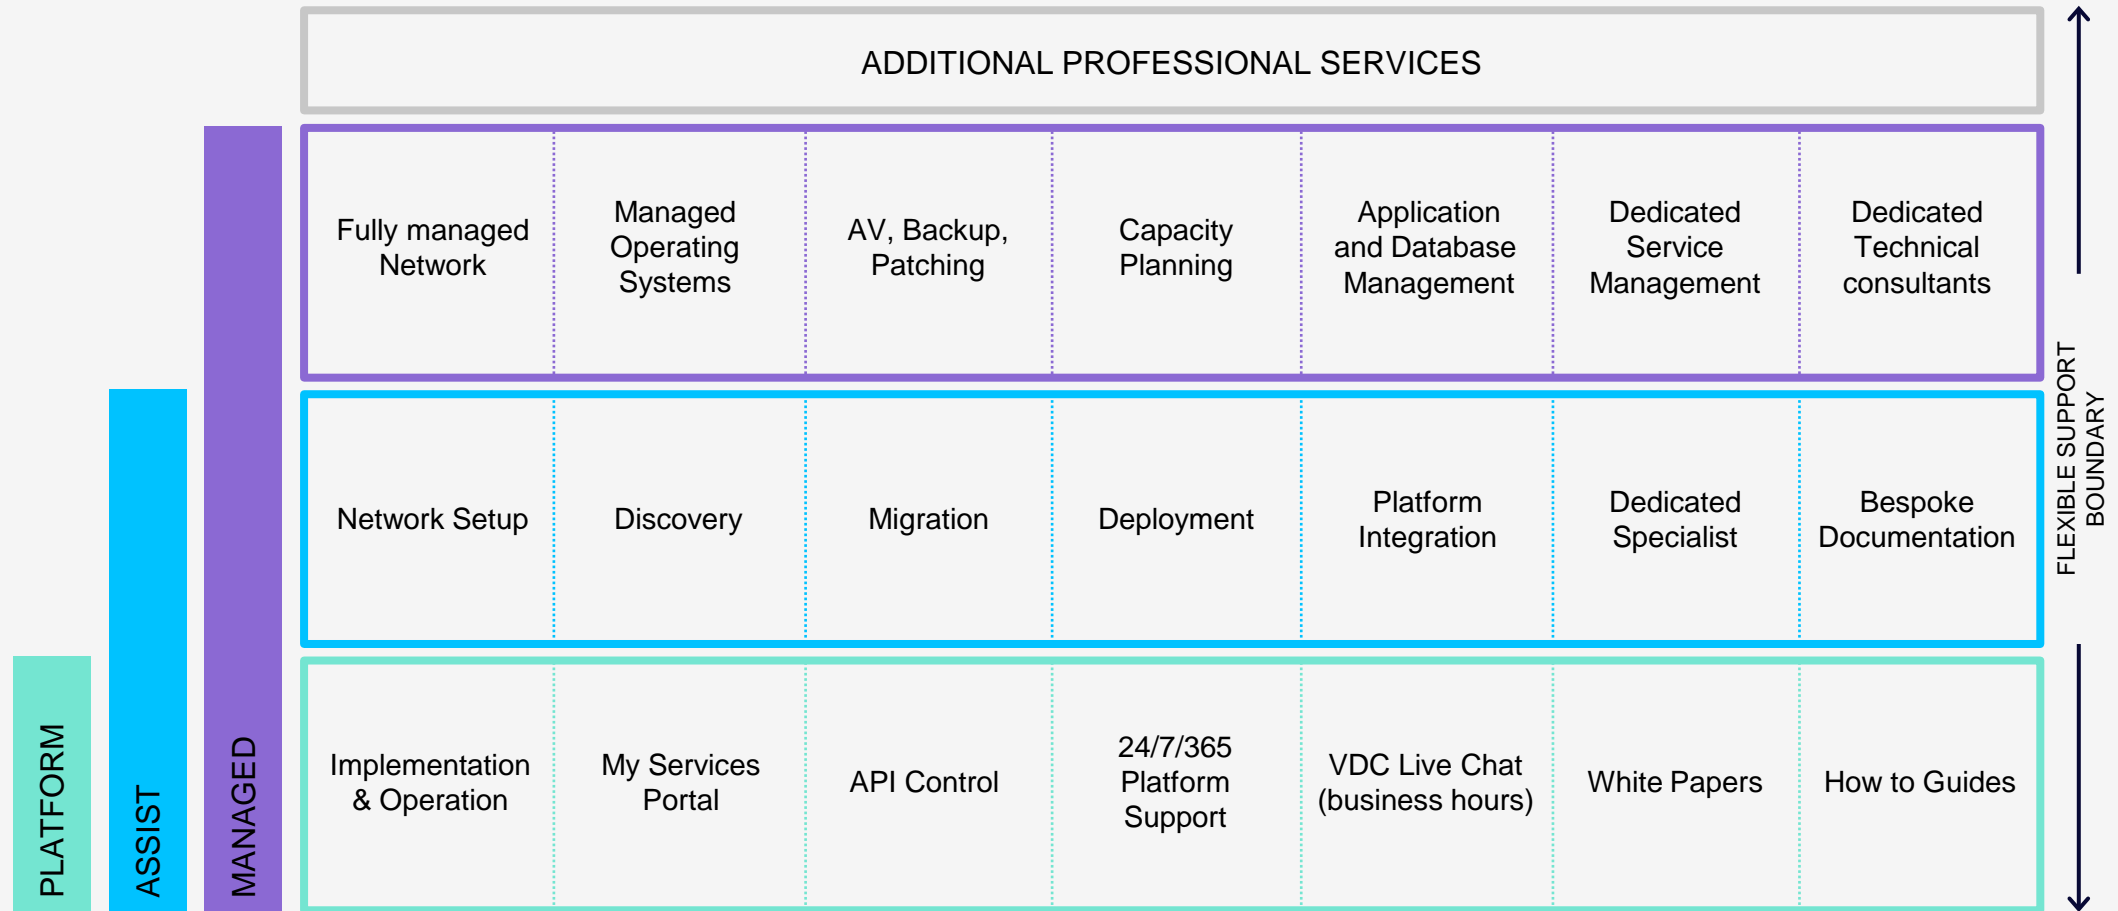 ADDITIONAL PROFESSIONAL SERVICES
Fully managed
Network
Managed
Operating
Systems
AV, Backup,
Patching
Capacity
Planning
Application
and Database
Management
Dedicated
Service
Management
Dedicated
Technical
consultants
Network Setup
Discovery
Migration
Deployment
Platform
Integration
Dedicated
Specialist
Bespoke
Documentation
Implementation
& Operation
My Services
Portal
API Control
24/7/365
Platform
Support
VDC Live Chat
(business hours)
White Papers
How to Guides
PLATFORM
ASSIST
MANAGED
FLEXIBLE SUPPORT
BOUNDARY